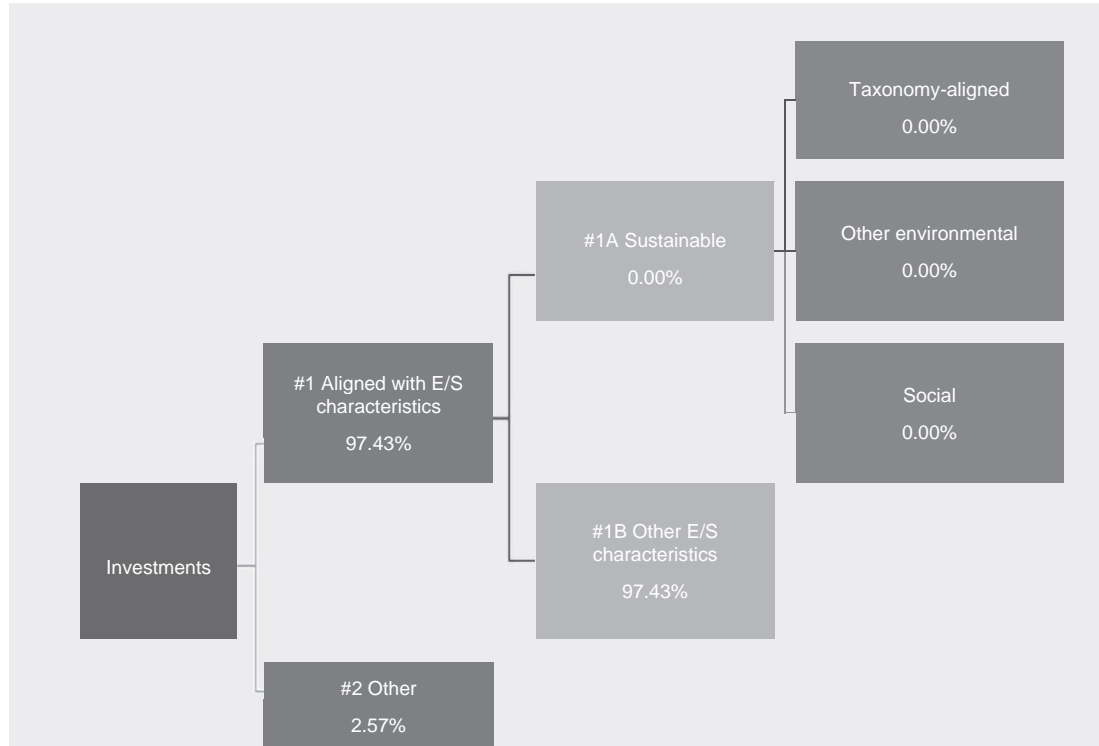 Taxonomy-aligned
0.00%
#1A Sustainable
0.00%
Other environmental
0.00%
#1 Aligned with E/S
characteristics
97.43%
Social
0.00%
Investments
#1B Other E/S
characteristics
97.43%
#2 Other
2.57%